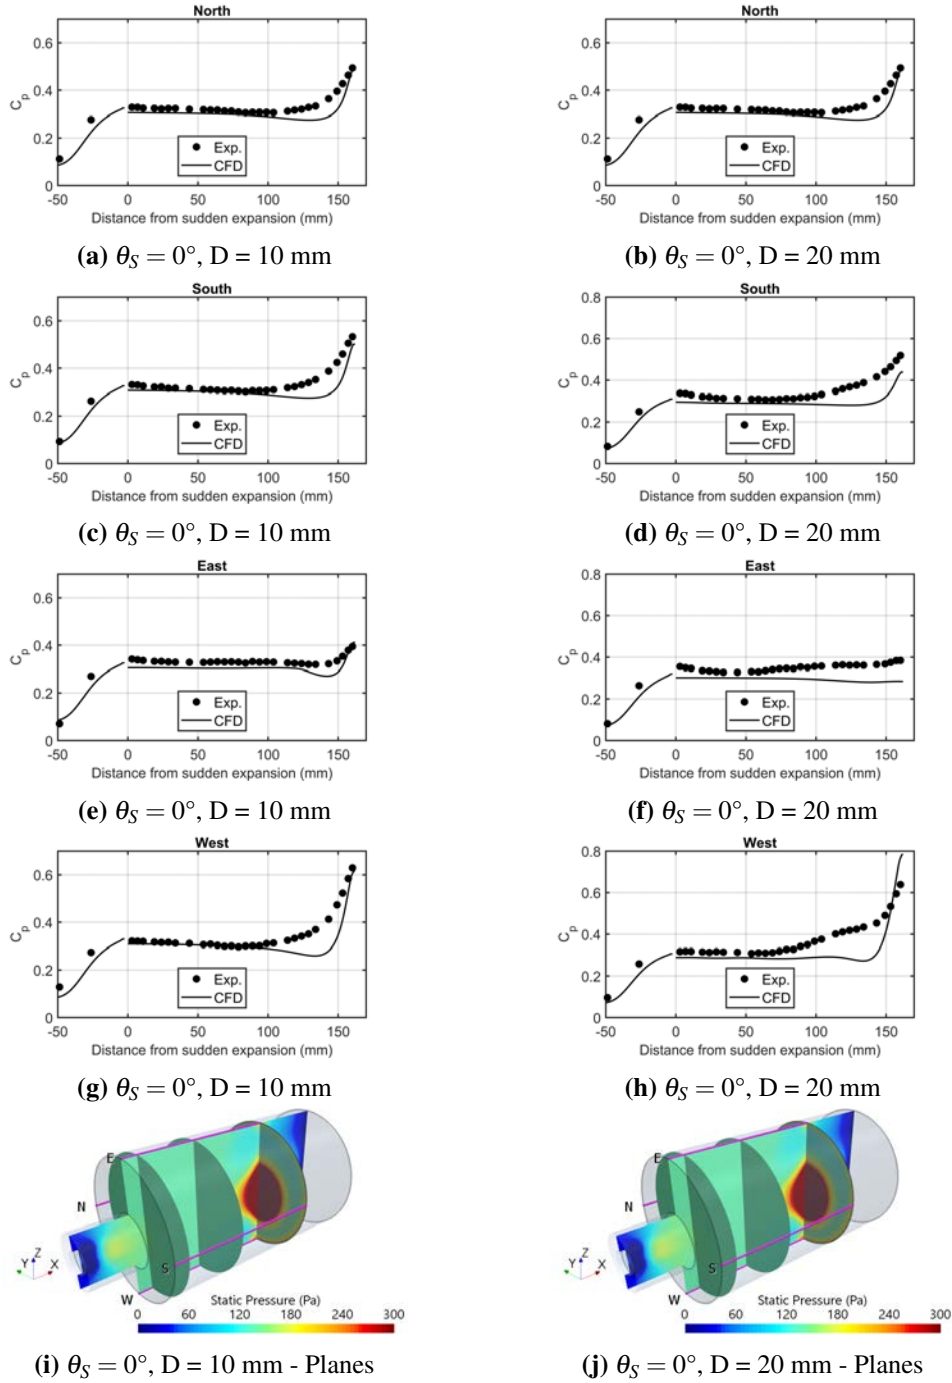 North
North
0.6
0.4
0.2
0
C_p
Exp.
CFD
-50 0 50 100 150
Distance from sudden expansion (mm)
0.6
0.4
0.2
0
C_p
Exp.
CFD
-50 0 50 100 150
Distance from sudden expansion (mm)
(a) θ_S = 0°, D = 10 mm
(b) θ_S = 0°, D = 20 mm
South
South
0.6
0.4
0.2
0
C_p
Exp.
CFD
-50 0 50 100 150
Distance from sudden expansion (mm)
0.8
0.6
0.4
0.2
0
C_p
Exp.
CFD
-50 0 50 100 150
Distance from sudden expansion (mm)
(c) θ_S = 0°, D = 10 mm
(d) θ_S = 0°, D = 20 mm
East
East
0.6
0.4
0.2
0
C_p
Exp.
CFD
-50 0 50 100 150
Distance from sudden expansion (mm)
0.8
0.6
0.4
0.2
0
C_p
Exp.
CFD
-50 0 50 100 150
Distance from sudden expansion (mm)
(e) θ_S = 0°, D = 10 mm
(f) θ_S = 0°, D = 20 mm
West
West
0.6
0.4
0.2
0
C_p
Exp.
CFD
-50 0 50 100 150
Distance from sudden expansion (mm)
0.8
0.6
0.4
0.2
0
C_p
Exp.
CFD
-50 0 50 100 150
Distance from sudden expansion (mm)
(g) θ_S = 0°, D = 10 mm
(h) θ_S = 0°, D = 20 mm
E
N
S
W
Y Z X
Static Pressure (Pa)
0 60 120 180 240 300
E
N
S
W
Y Z X
Static Pressure (Pa)
0 60 120 180 240 300
(i) θ_S = 0°, D = 10 mm - Planes
(j) θ_S = 0°, D = 20 mm - Planes